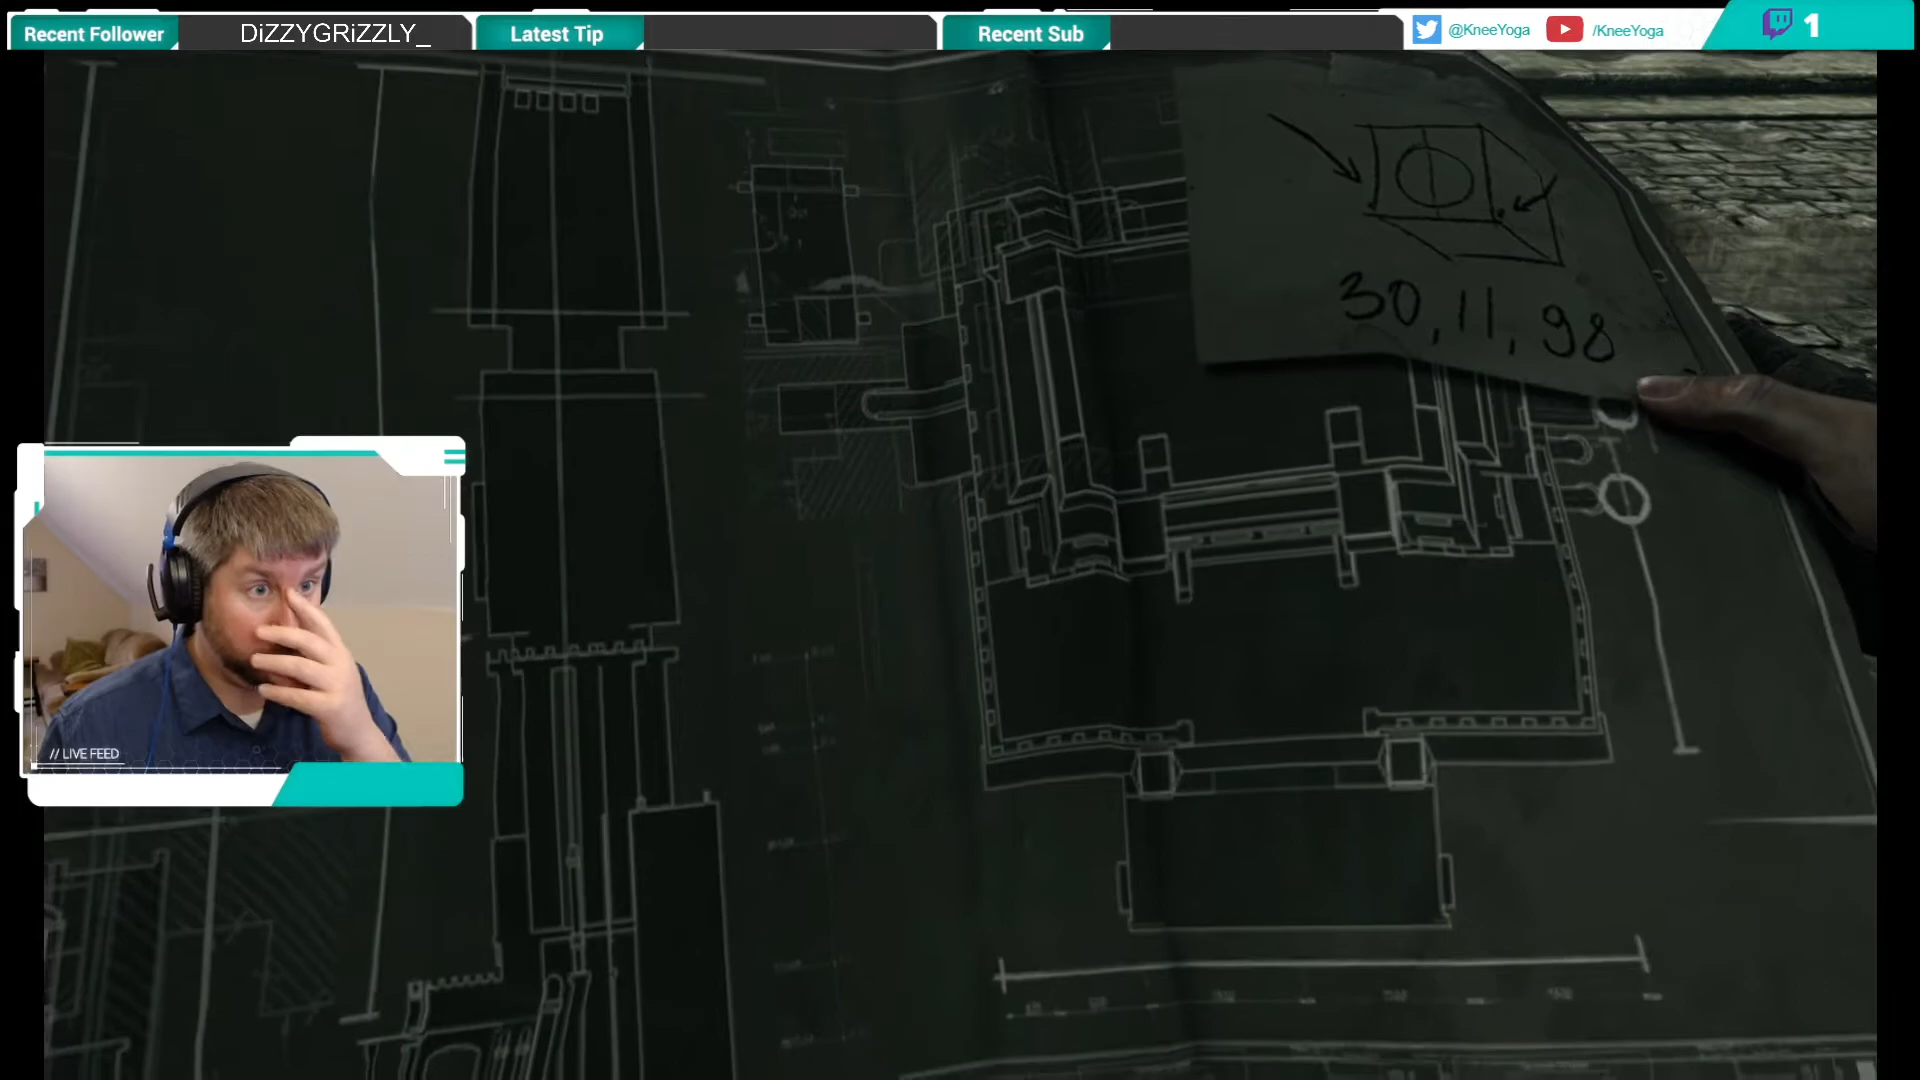 Recent Follower
DiZZYGRiZZLY_
Latest Tip
Recent Sub
@KneeYoga
/KneeYoga
1
30, 11, 98
// LIVE FEED